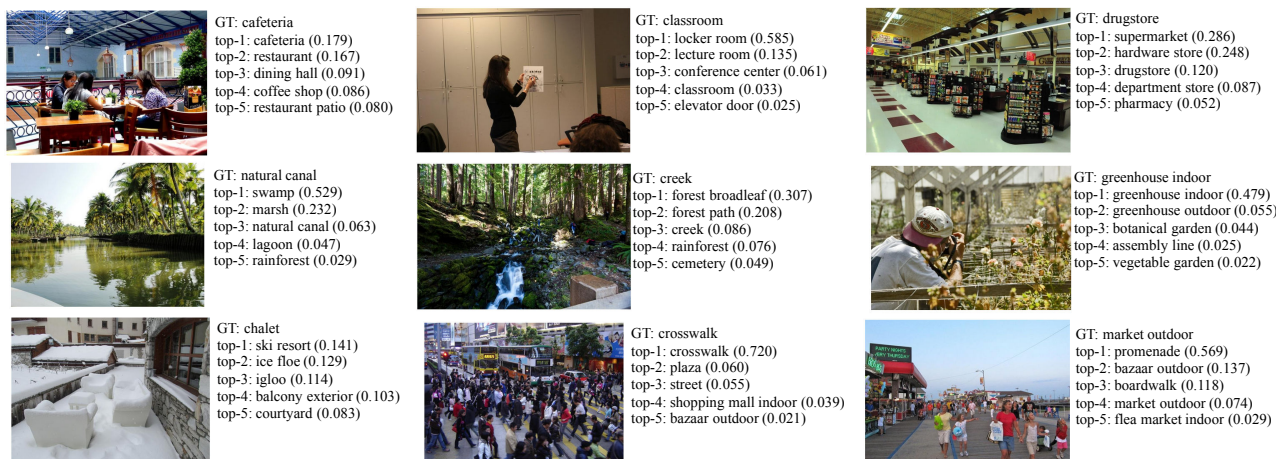 GT: cafeteria
top-1: cafeteria (0.179)
top-2: restaurant (0.167)
top-3: dining hall (0.091)
top-4: coffee shop (0.086)
top-5: restaurant patio (0.080)
GT: classroom
top-1: locker room (0.585)
top-2: lecture room (0.135)
top-3: conference center (0.061)
top-4: classroom (0.033)
top-5: elevator door (0.025)
GT: drugstore
top-1: supermarket (0.286)
top-2: hardware store (0.248)
top-3: drugstore (0.120)
top-4: department store (0.087)
top-5: pharmacy (0.052)
GT: natural canal
top-1: swamp (0.529)
top-2: marsh (0.232)
top-3: natural canal (0.063)
top-4: lagoon (0.047)
top-5: rainforest (0.029)
GT: creek
top-1: forest broadleaf (0.307)
top-2: forest path (0.208)
top-3: creek (0.086)
top-4: rainforest (0.076)
top-5: cemetery (0.049)
GT: greenhouse indoor
top-1: greenhouse indoor (0.479)
top-2: greenhouse outdoor (0.055)
top-3: botanical garden (0.044)
top-4: assembly line (0.025)
top-5: vegetable garden (0.022)
GT: chalet
top-1: ski resort (0.141)
top-2: ice floe (0.129)
top-3: igloo (0.114)
top-4: balcony exterior (0.103)
top-5: courtyard (0.083)
GT: crosswalk
top-1: crosswalk (0.720)
top-2: plaza (0.060)
top-3: street (0.055)
top-4: shopping mall indoor (0.039)
top-5: bazaar outdoor (0.021)
PARTY NIGHTS
THURSDAY
GT: market outdoor
top-1: promenade (0.569)
top-2: bazaar outdoor (0.137)
top-3: boardwalk (0.118)
top-4: market outdoor (0.074)
top-5: flea market indoor (0.029)